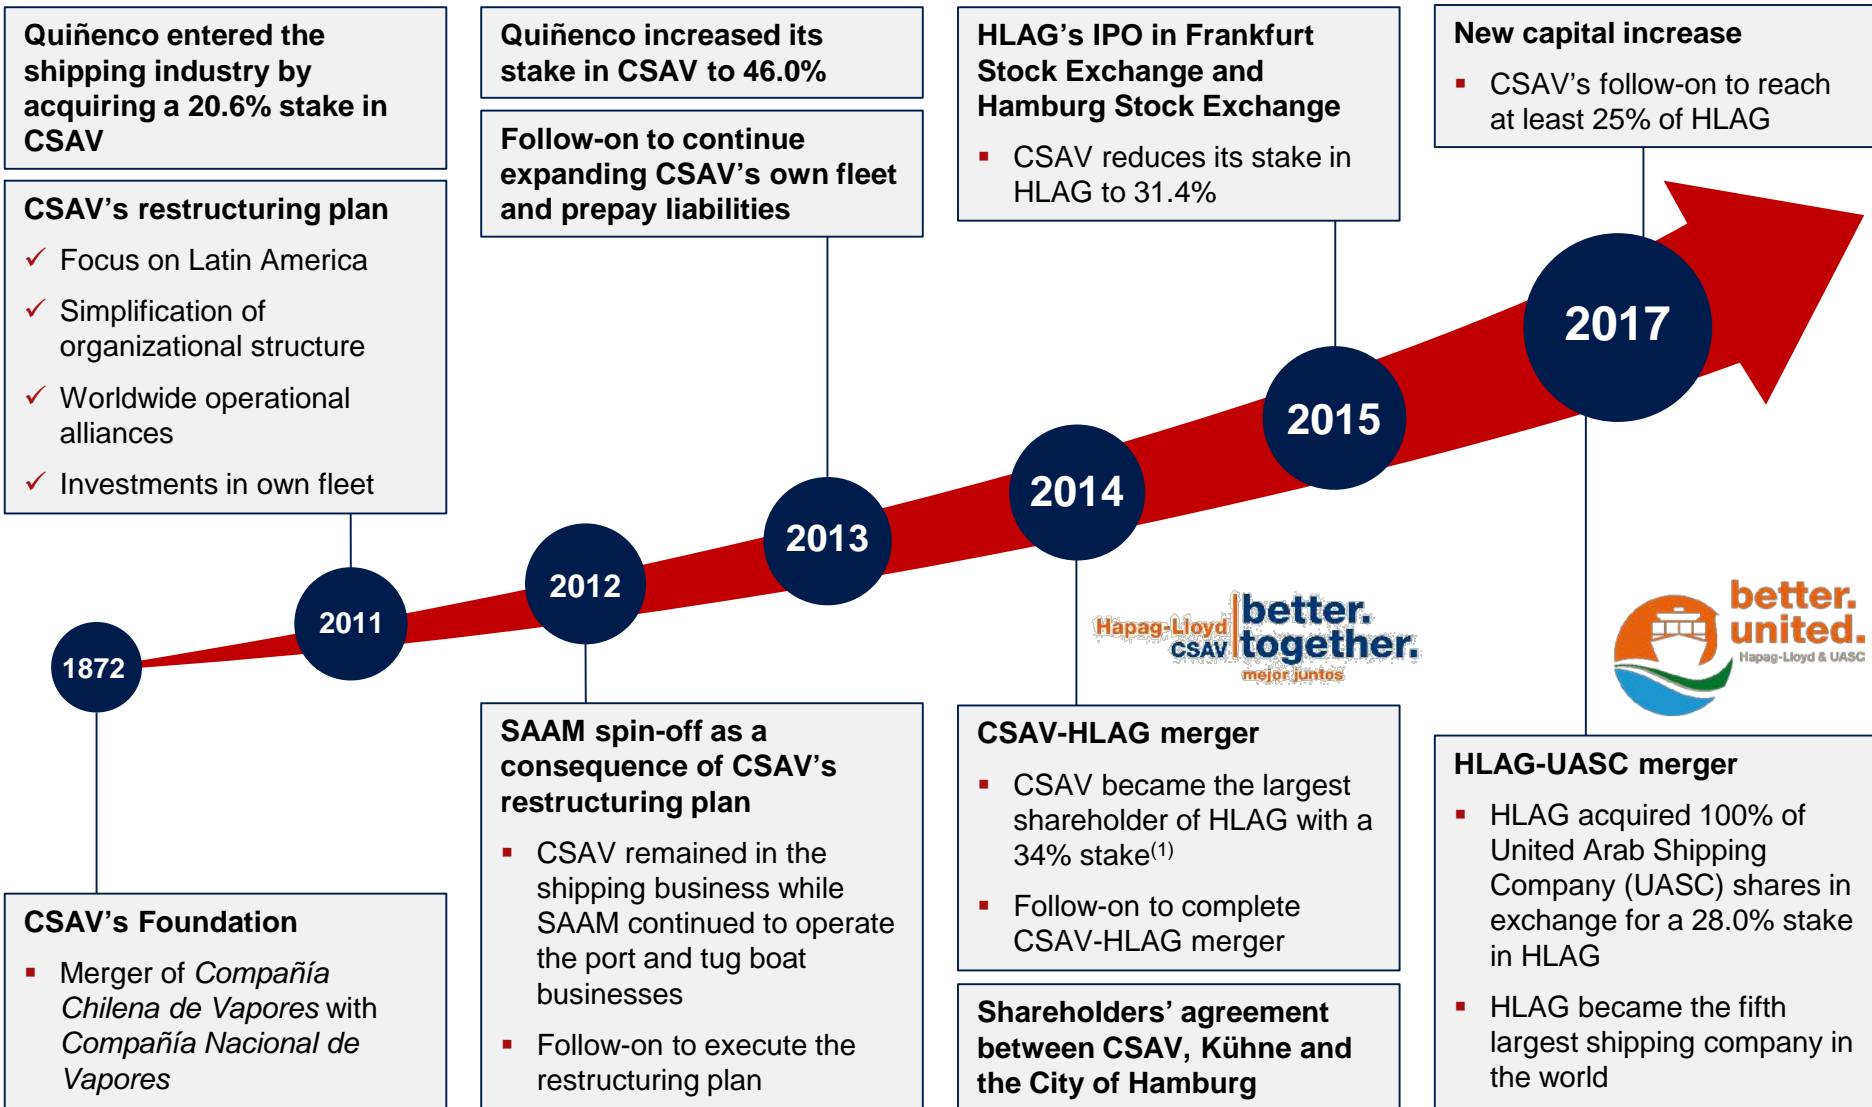 Quiñenco entered the
shipping industry by
acquiring a 20.6% stake in
CSAV
CSAV’s restructuring plan
✓ Focus on Latin America
✓ Simplification of
organizational structure
✓ Worldwide operational
alliances
✓ Investments in own fleet
Quiñenco increased its
stake in CSAV to 46.0%
Follow-on to continue
expanding CSAV’s own fleet
and prepay liabilities
HLAG’s IPO in Frankfurt
Stock Exchange and
Hamburg Stock Exchange
▪ CSAV reduces its stake in
HLAG to 31.4%
New capital increase
▪ CSAV’s follow-on to reach
at least 25% of HLAG
1872
2011
2012
2013
2014
2015
2017
Hapag-Lloyd
CSAV
better.
together.
mejor juntos
better.
united.
Hapag-Lloyd & UASC
CSAV’s Foundation
▪ Merger of Compañía
Chilena de Vapores with
Compañía Nacional de
Vapores
SAAM spin-off as a
consequence of CSAV’s
restructuring plan
▪ CSAV remained in the
shipping business while
SAAM continued to operate
the port and tug boat
businesses
▪ Follow-on to execute the
restructuring plan
CSAV-HLAG merger
▪ CSAV became the largest
shareholder of HLAG with a
34% stake(1)
▪ Follow-on to complete
CSAV-HLAG merger
Shareholders’ agreement
between CSAV, Kühne and
the City of Hamburg
HLAG-UASC merger
▪ HLAG acquired 100% of
United Arab Shipping
Company (UASC) shares in
exchange for a 28.0% stake
in HLAG
▪ HLAG became the fifth
largest shipping company in
the world